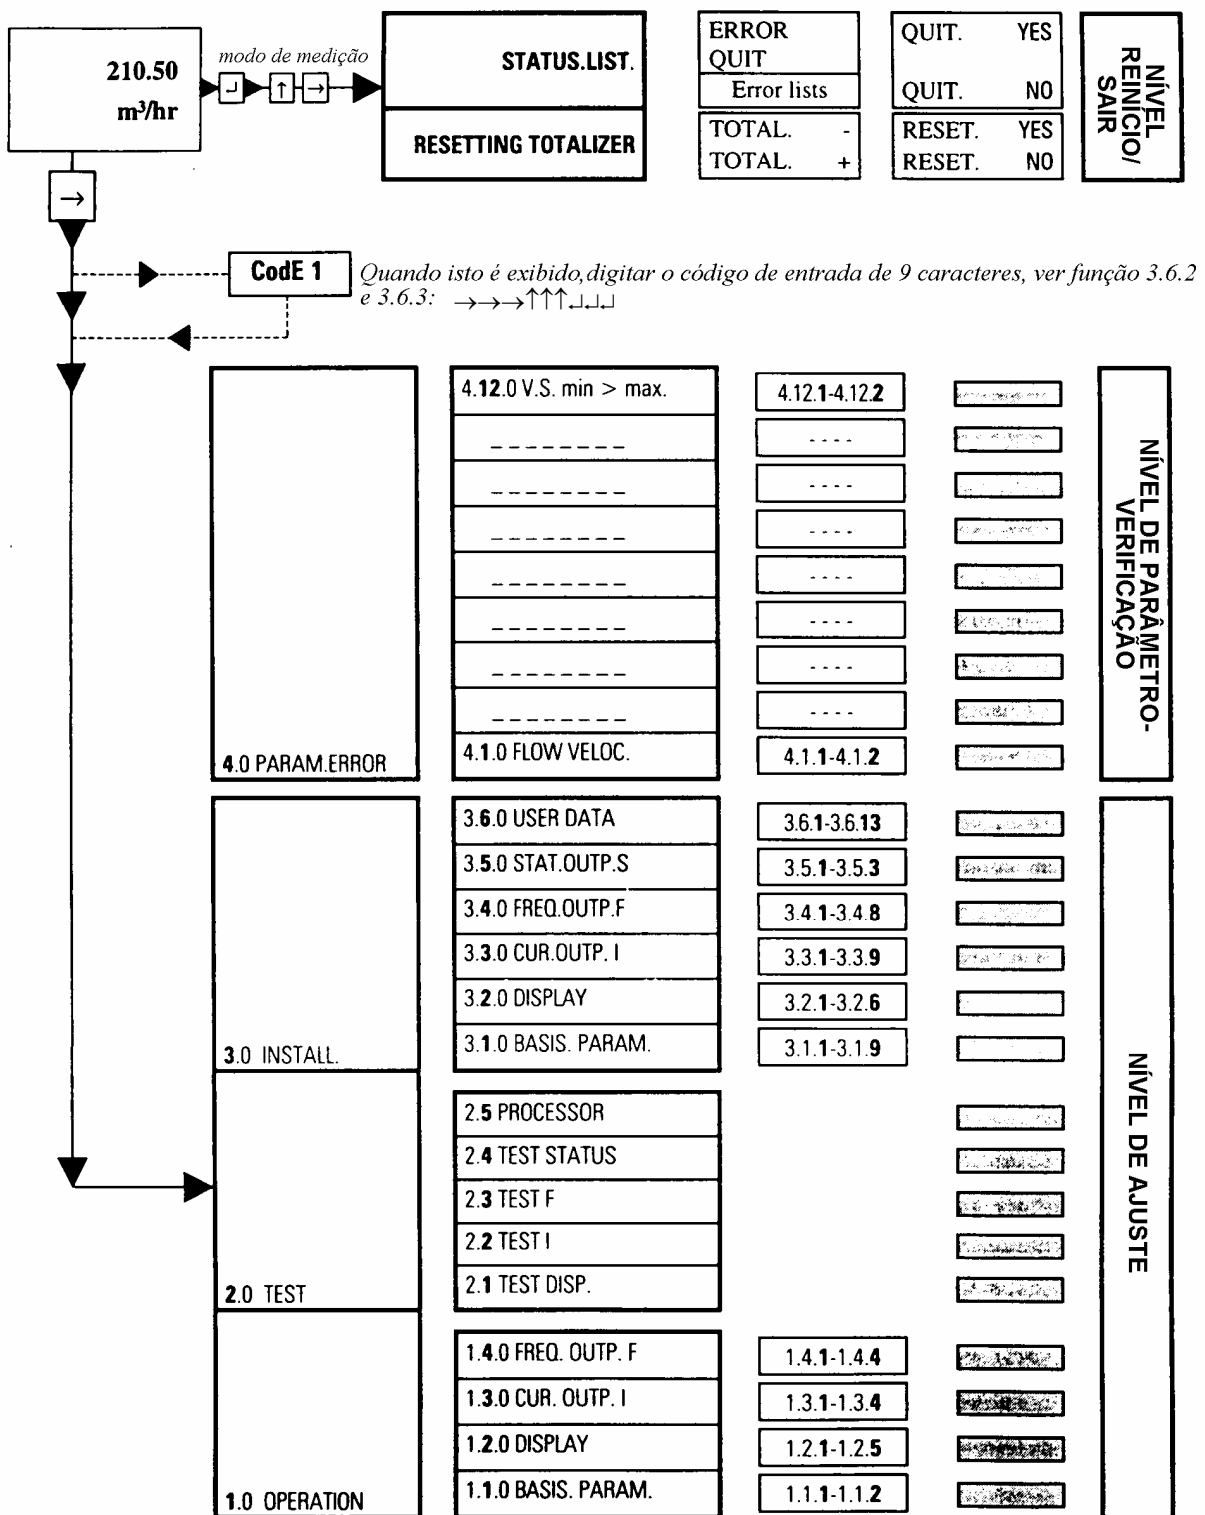 210.50
m³/hr
modo de medição
↵ ↑ →
STATUS.LIST.
RESETTING TOTALIZER
ERROR
QUIT
Error lists
TOTAL. -
TOTAL. +
QUIT. YES
QUIT. NO
RESET. YES
RESET. NO
NÍVEL
REINÍCIO/
SAIR
→
CodE 1
Quando isto é exibido, digitar o código de entrada de 9 caracteres, ver função 3.6.2
e 3.6.3: →→→↑↑↑↵↵↵
4.12.0 V.S. min > max.
4.12.1-4.12.2
_ _ _ _ _ _ _ _
- - - -
_ _ _ _ _ _ _ _
- - - -
_ _ _ _ _ _ _ _
- - - -
_ _ _ _ _ _ _ _
- - - -
_ _ _ _ _ _ _ _
- - - -
_ _ _ _ _ _ _ _
- - - -
_ _ _ _ _ _ _ _
- - - -
4.0 PARAM.ERROR
4.1.0 FLOW VELOC.
4.1.1-4.1.2
NÍVEL DE PARÂMETRO-
VERIFICAÇÃO
3.6.0 USER DATA
3.6.1-3.6.13
3.5.0 STAT.OUTP.S
3.5.1-3.5.3
3.4.0 FREQ.OUTP.F
3.4.1-3.4.8
3.3.0 CUR.OUTP. I
3.3.1-3.3.9
3.2.0 DISPLAY
3.2.1-3.2.6
3.0 INSTALL.
3.1.0 BASIS. PARAM.
3.1.1-3.1.9
2.5 PROCESSOR
2.4 TEST STATUS
2.3 TEST F
2.2 TEST I
2.0 TEST
2.1 TEST DISP.
NÍVEL DE AJUSTE
1.4.0 FREQ. OUTP. F
1.4.1-1.4.4
1.3.0 CUR. OUTP. I
1.3.1-1.3.4
1.2.0 DISPLAY
1.2.1-1.2.5
1.0 OPERATION
1.1.0 BASIS. PARAM.
1.1.1-1.1.2